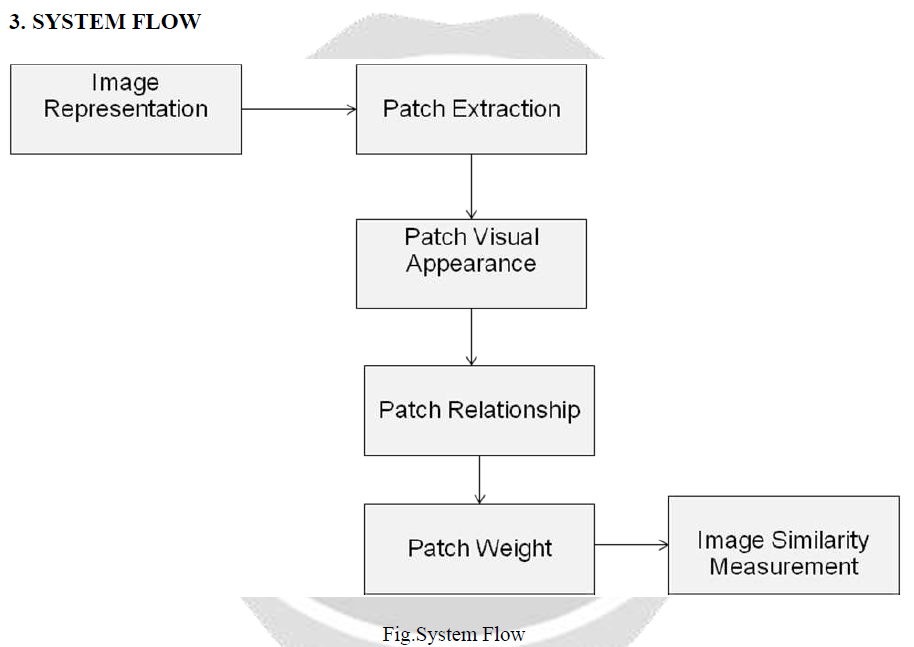 3. SYSTEM FLOW
Image
Representation
Patch Extraction
Patch Visual
Appearance
Patch Relationship
Patch Weight
Image Similarity
Measurement
Fig.System Flow